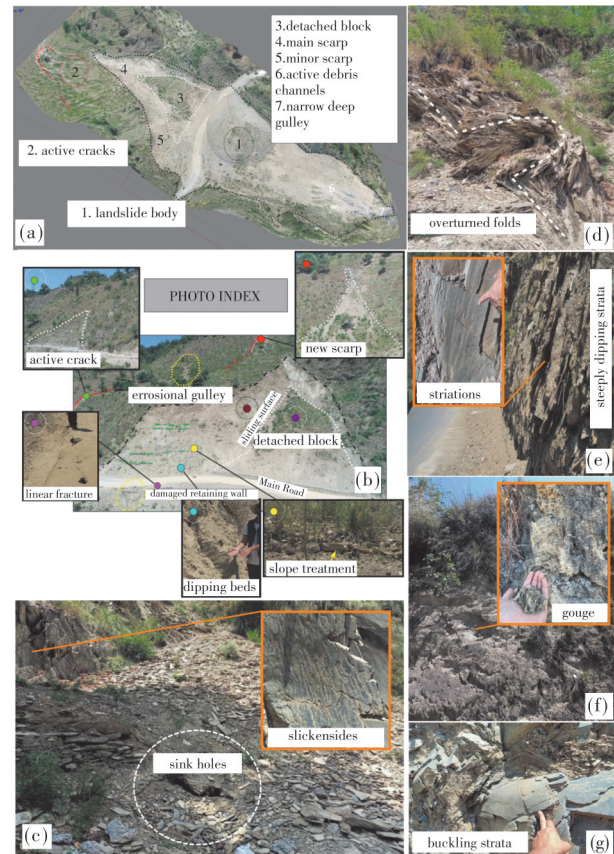 3.detached block
4.main scarp
5.minor scarp
6.active debris
channels
7.narrow deep
gulley
2
4
3
5
1
6
2. active cracks
1. landslide body
(a)
overturned folds
(d)
PHOTO INDEX
active crack
new scarp
errosional gulley
sliding surface
detached block
(b)
linear fracture
damaged retaining wall
Main Road
dipping beds
slope treatment
striations
steeply dipping strata
(e)
gouge
(f)
slickensides
sink holes
(c)
buckling strata
(g)